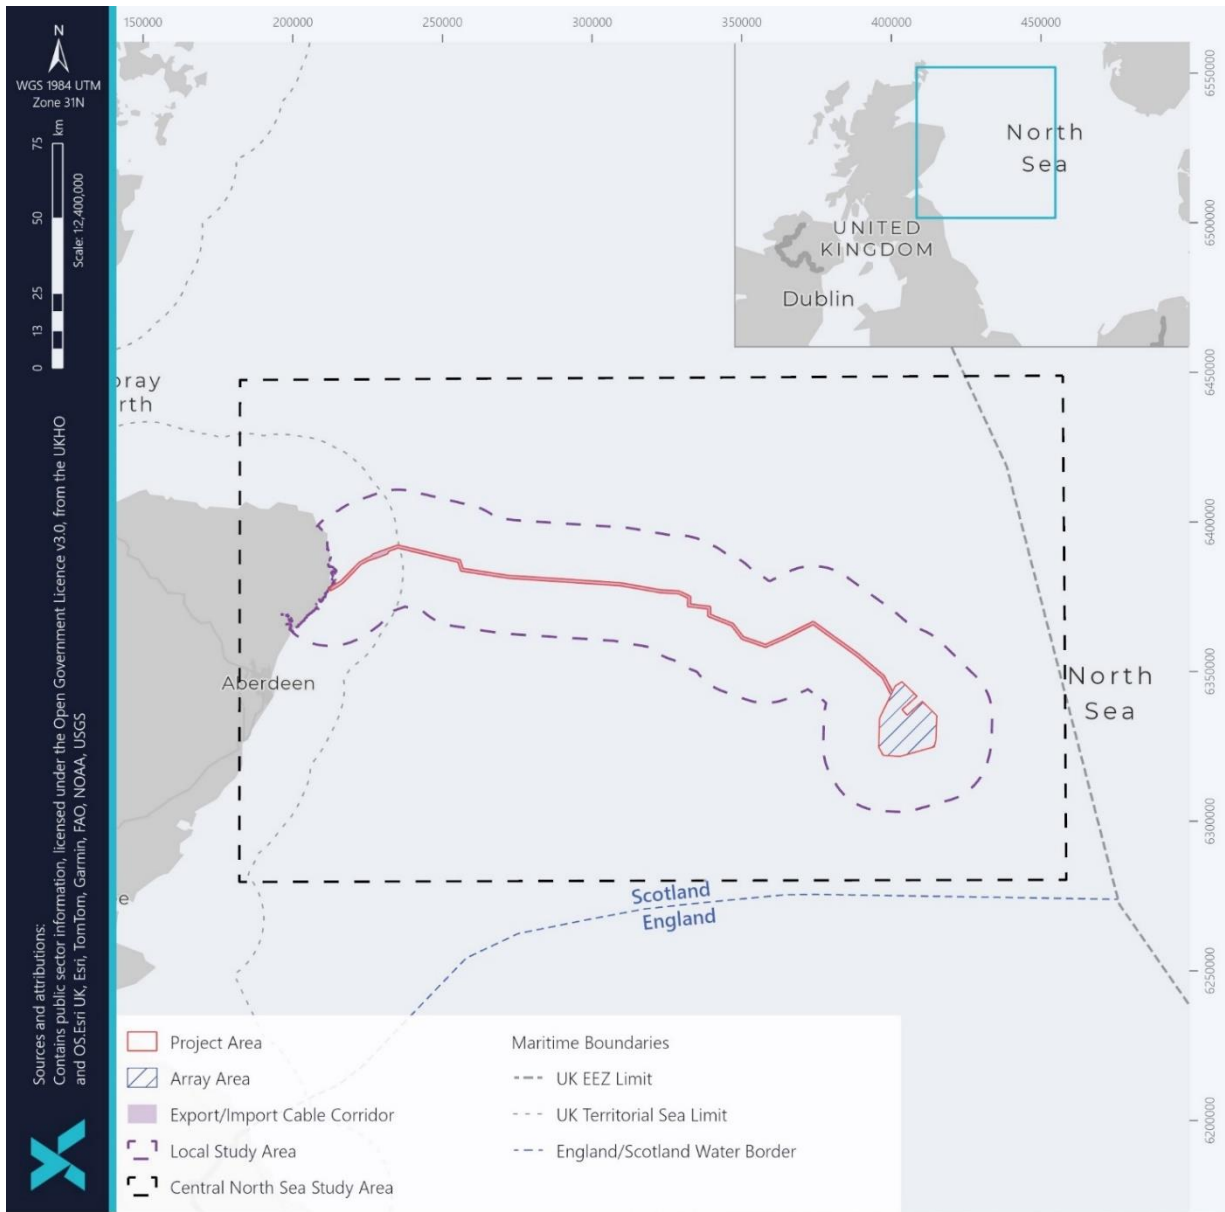 150000 200000 250000 300000 350000 400000 450000
N
WGS 1984 UTM
Zone 31N
km
0 13 25 50 75
Scale: 1:2,400,000
Sources and attributions:
Contains public sector information, licensed under the Open Government Licence v3.0, from the UKHO
and OS.Esri UK, Esri, TomTom, Garmin, FAO, NOAA, USGS
6550000
6500000
6450000
6400000
6350000
6300000
6250000
6200000
North
Sea
UNITED
KINGDOM
Dublin
oray
rth
Aberdeen
North
Sea
e
Scotland
England
Project Area
Array Area
Export/Import Cable Corridor
Local Study Area
Central North Sea Study Area
Maritime Boundaries
UK EEZ Limit
UK Territorial Sea Limit
England/Scotland Water Border